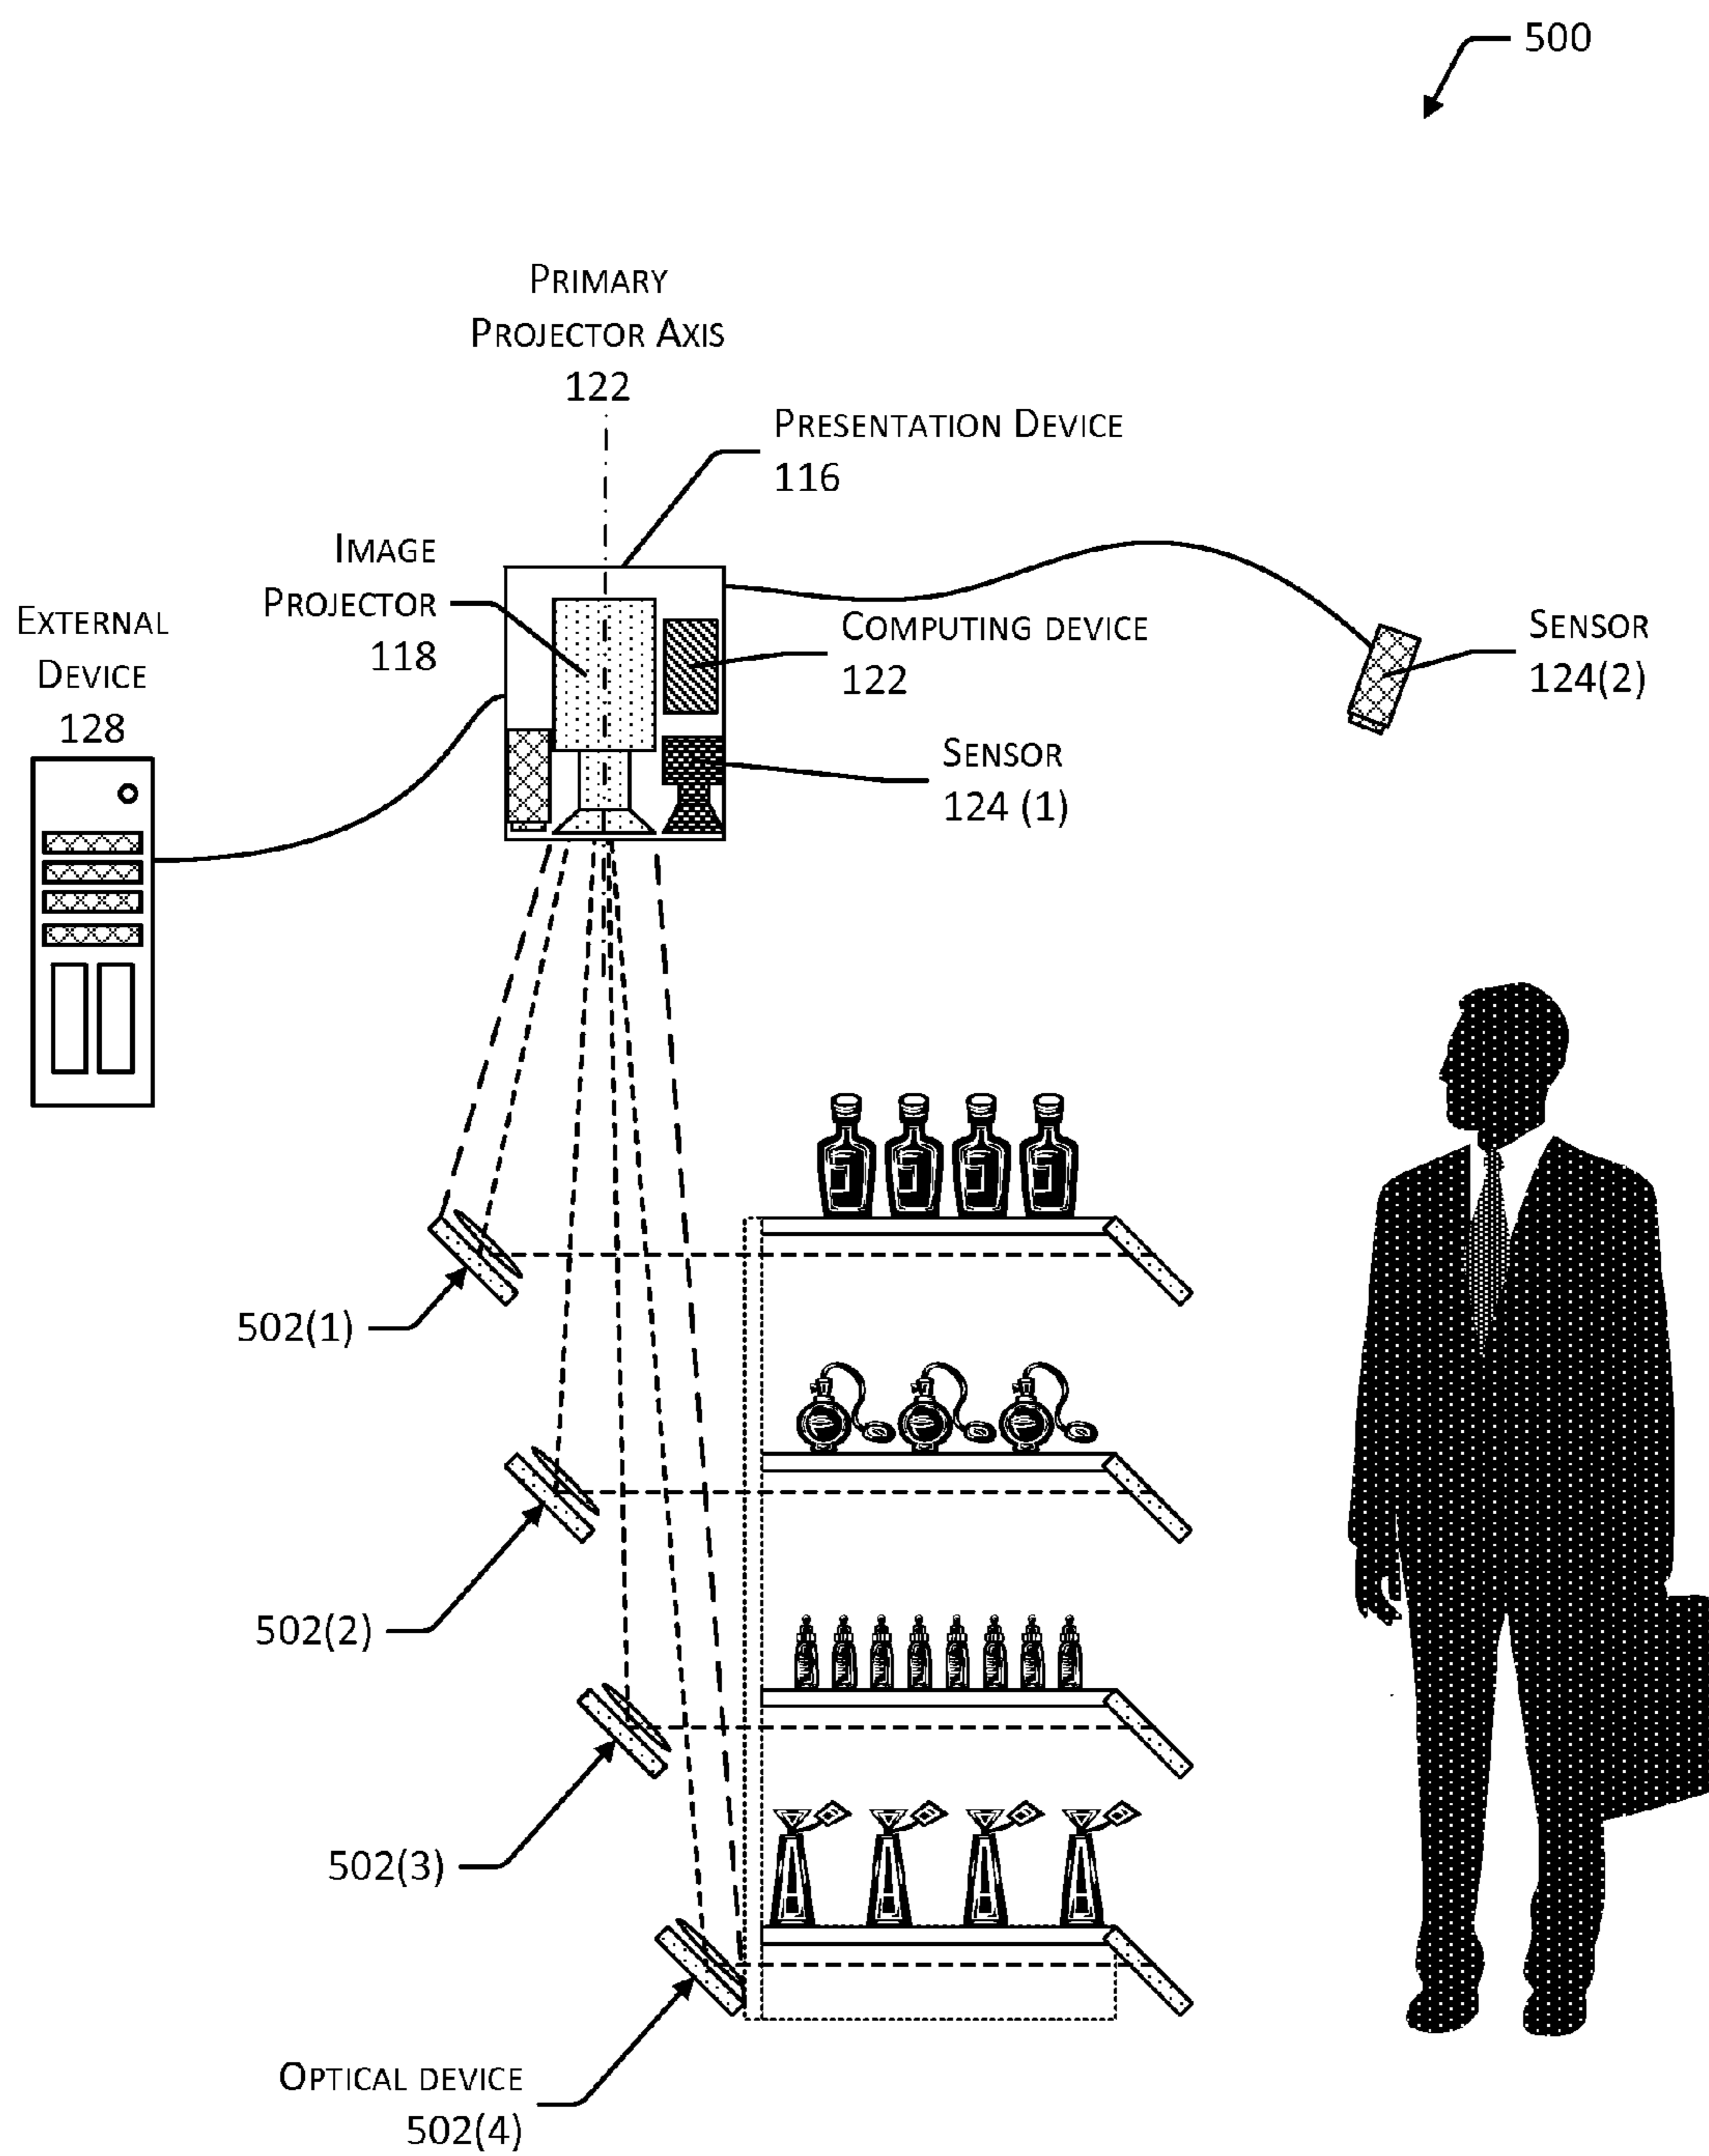 500
PRIMARY
PROJECTOR AXIS
122
PRESENTATION DEVICE
116
IMAGE
PROJECTOR
118
EXTERNAL
DEVICE
128
COMPUTING DEVICE
122
SENSOR
124(2)
SENSOR
124 (1)
502(1)
502(2)
502(3)
OPTICAL DEVICE
502(4)